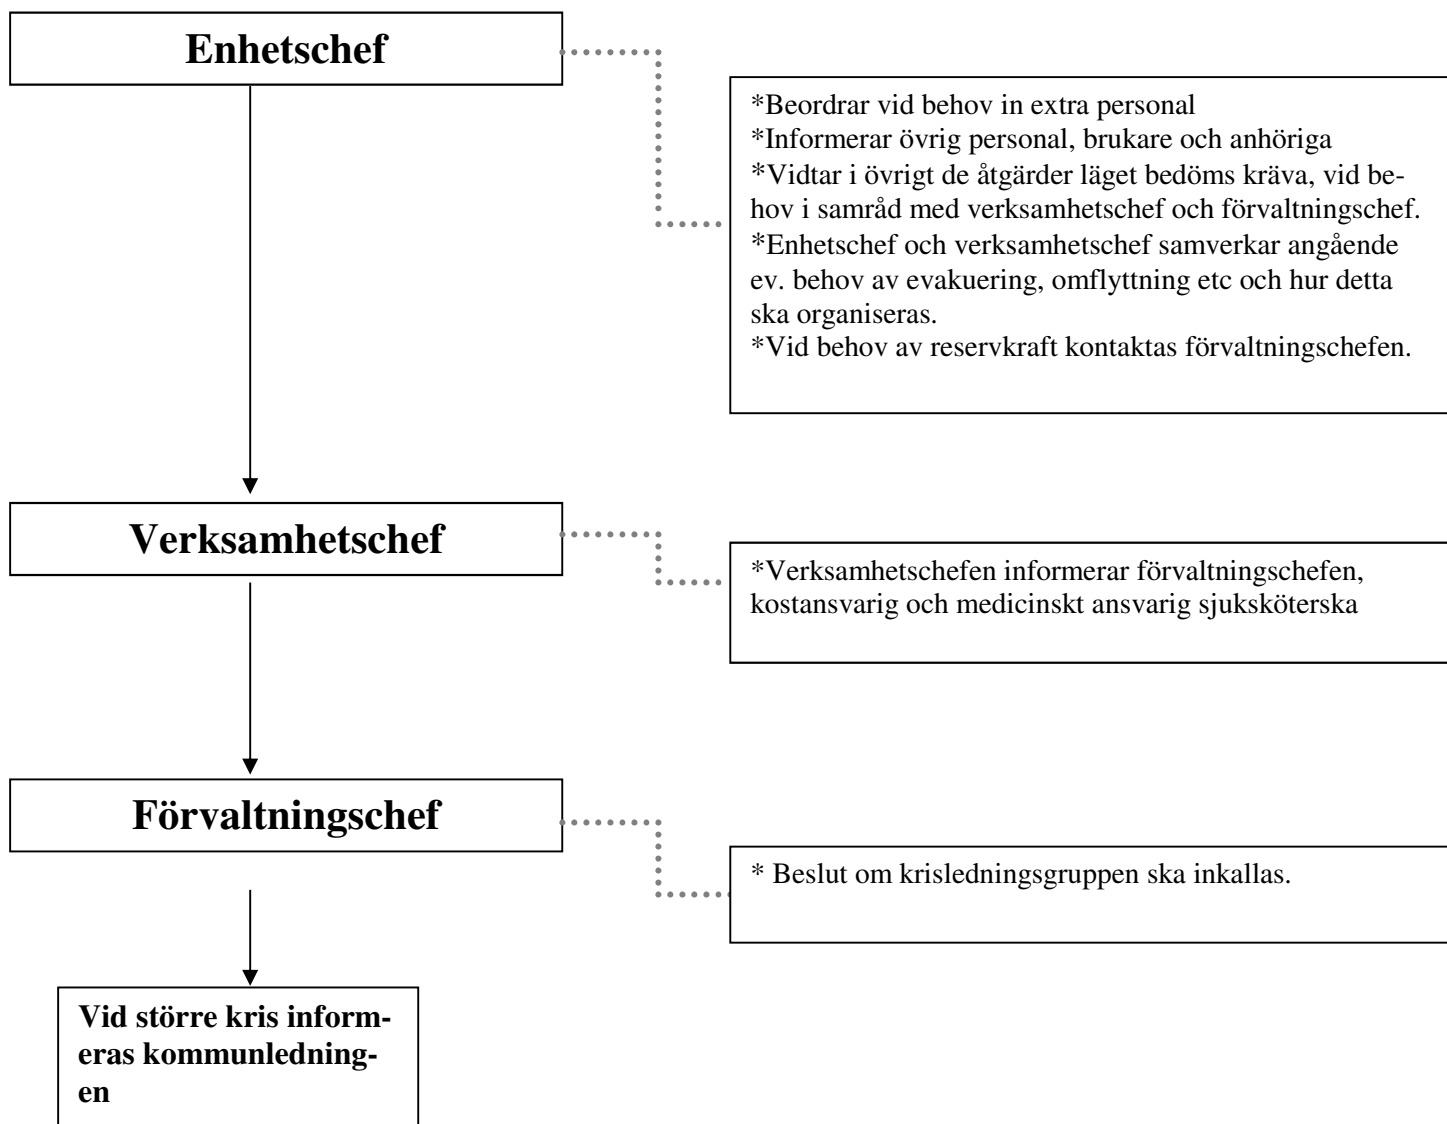 Enhetschef
*Beordrar vid behov in extra personal
*Informerar övrig personal, brukare och anhöriga
*Vidtar i övrigt de åtgärder läget bedöms kräva, vid be-
hov i samråd med verksamhetschef och förvaltningschef.
*Enhetschef och verksamhetschef samverkar angående
ev. behov av evakuering, omflyttning etc och hur detta
ska organiseras.
*Vid behov av reservkraft kontaktas förvaltningschefen.
Verksamhetschef
*Verksamhetschefen informerar förvaltningschefen,
kostansvarig och medicinskt ansvarig sjuksköterska
Förvaltningschef
* Beslut om krisledningsgruppen ska inkallas.
Vid större kris inform-
eras kommunledning-
en